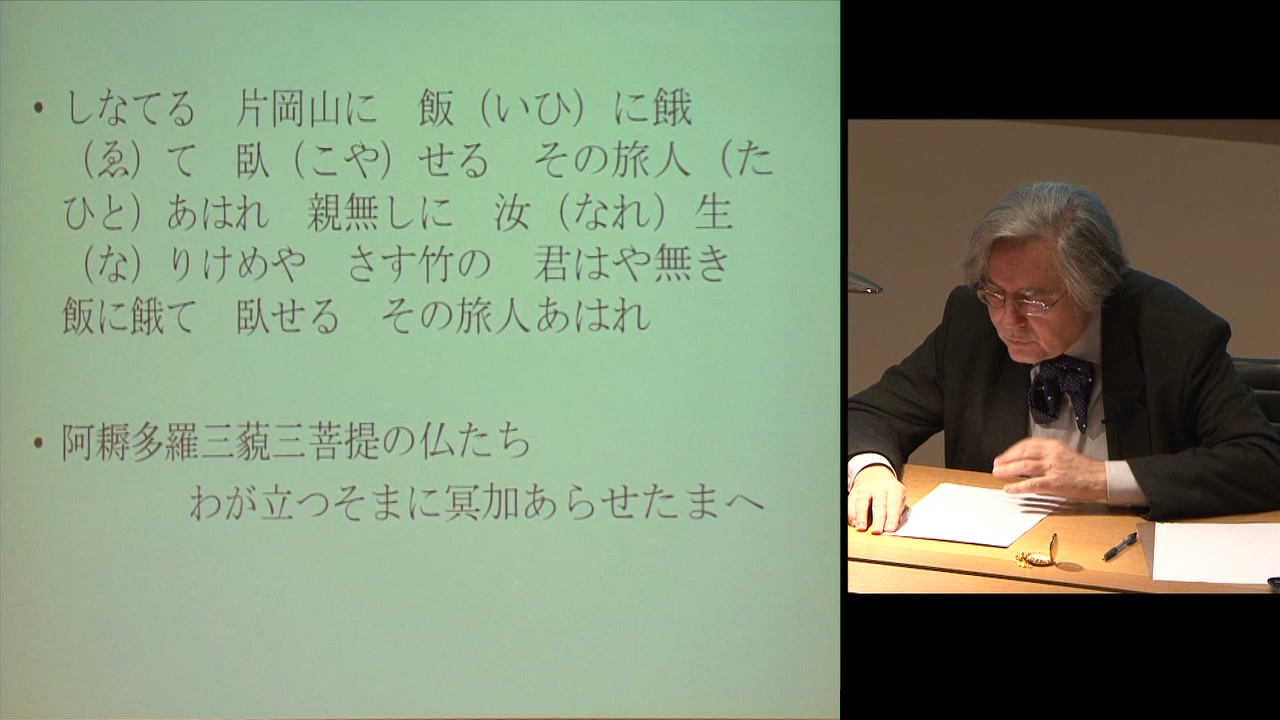 • しなてる　片岡山に　飯（いひ）に餓
（ゑ）て　臥（こや）せる　その旅人（た
ひと）あはれ　親無しに　汝（なれ）生
（な）りけめや　さす竹の　君はや無き
飯に餓て　臥せる　その旅人あはれ
• 阿耨多羅三藐三菩提の仏たち
わが立つそまに冥加あらせたまへ